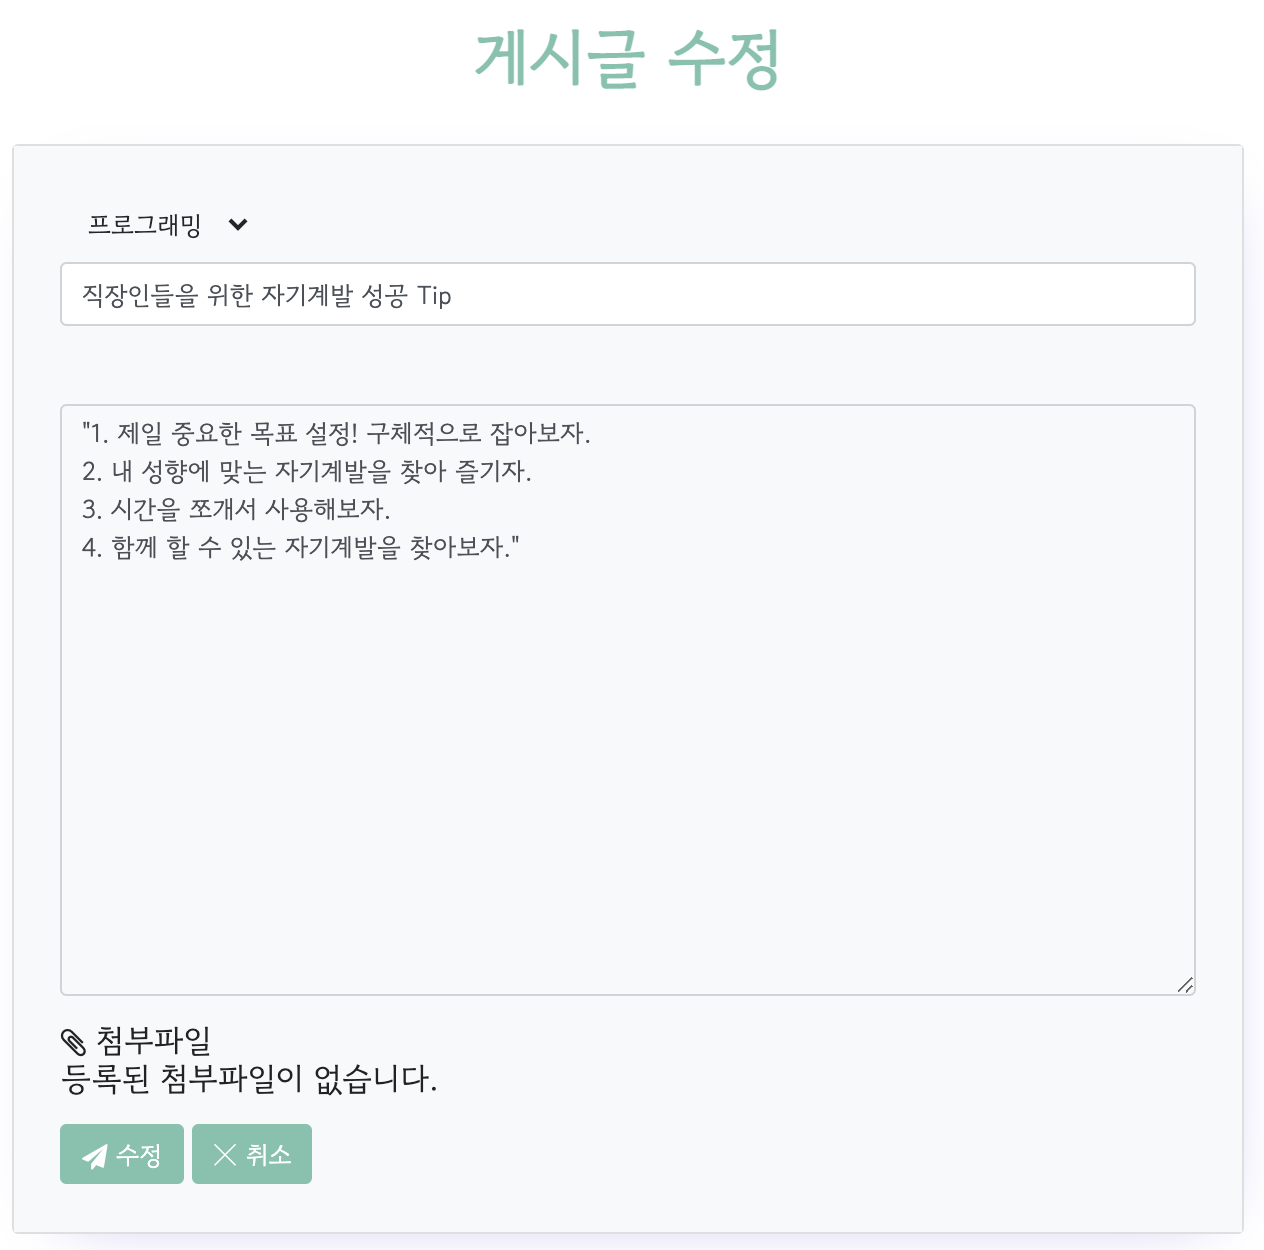 게시글 수정
프로그래밍
직장인들을 위한 자기계발 성공 Tip
"1. 제일 중요한 목표 설정! 구체적으로 잡아보자.
2. 내 성향에 맞는 자기계발을 찾아 즐기자.
3. 시간을 쪼개서 사용해보자.
4. 함께 할 수 있는 자기계발을 찾아보자."
첨부파일
등록된 첨부파일이 없습니다.
수정 취소